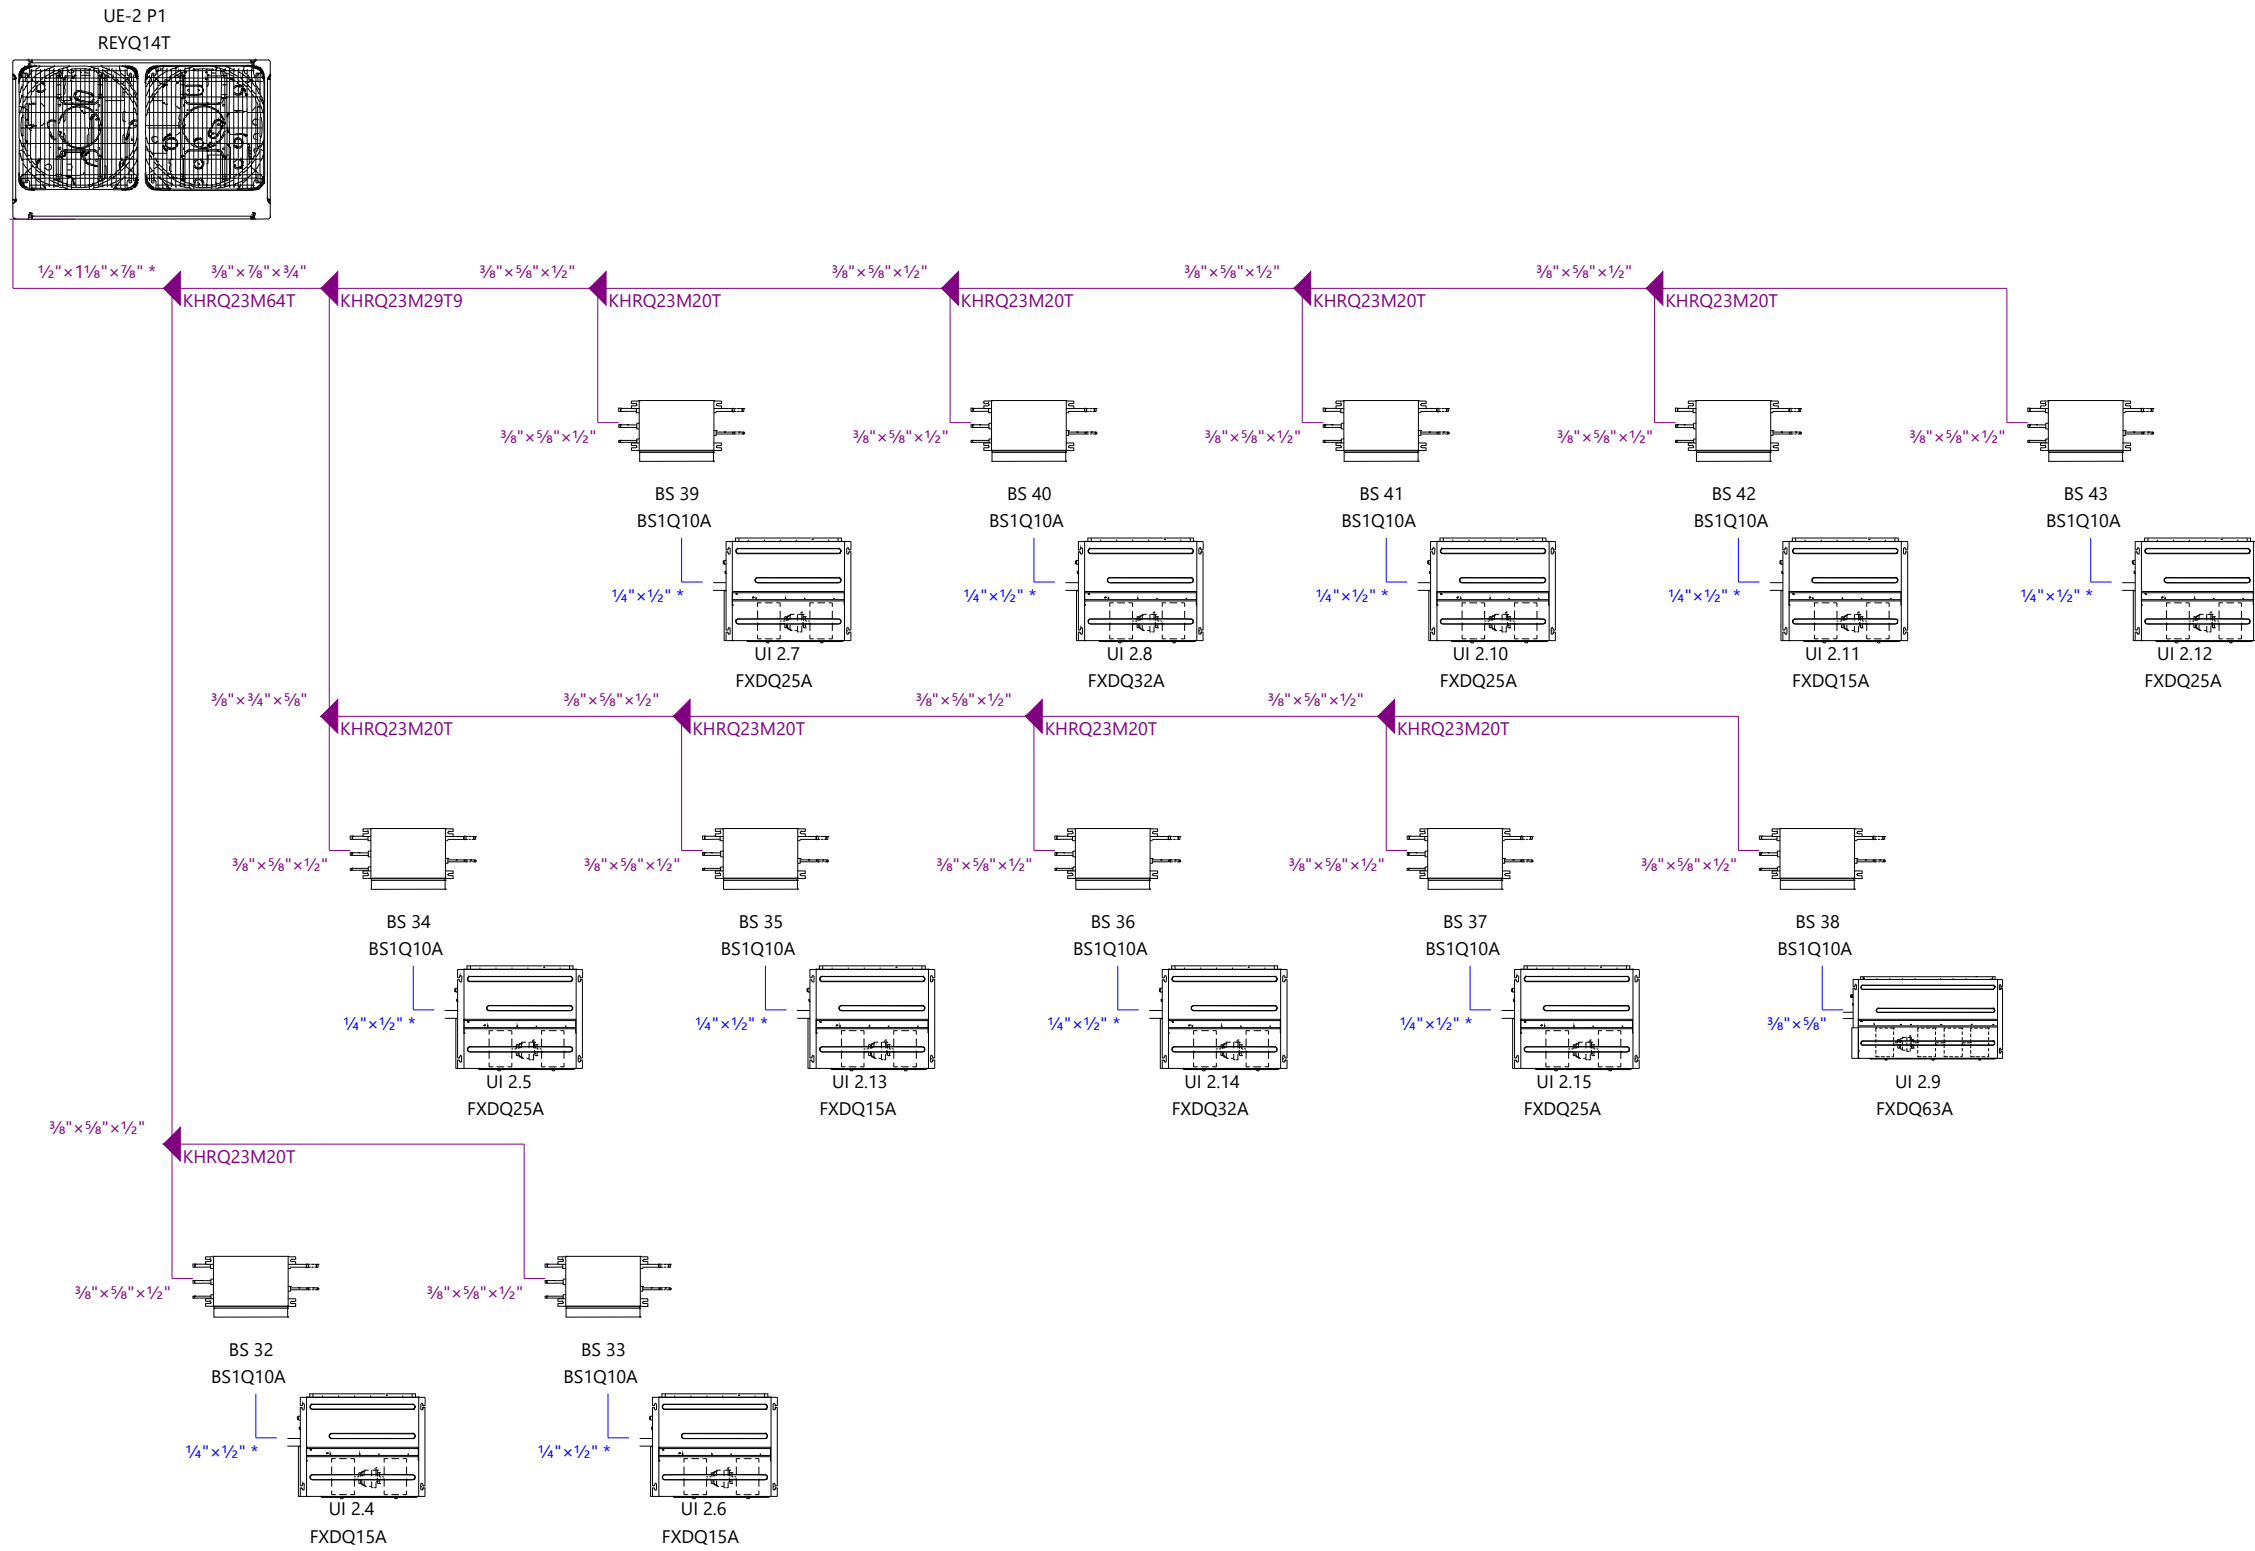 UE-2 P1
REYQ14T
½"×1⅛"×⅞" *
⅜"×⅞"×¾"
⅜"×⅝"×½"
⅜"×⅝"×½"
⅜"×⅝"×½"
⅜"×⅝"×½"
KHRQ23M64T
KHRQ23M29T9
KHRQ23M20T
KHRQ23M20T
KHRQ23M20T
KHRQ23M20T
⅜"×⅝"×½"
⅜"×⅝"×½"
⅜"×⅝"×½"
⅜"×⅝"×½"
⅜"×⅝"×½"
BS 39
BS 40
BS 41
BS 42
BS 43
BS1Q10A
BS1Q10A
BS1Q10A
BS1Q10A
BS1Q10A
¼"×½" *
¼"×½" *
¼"×½" *
¼"×½" *
¼"×½" *
UI 2.7
UI 2.8
UI 2.10
UI 2.11
UI 2.12
FXDQ25A
FXDQ32A
FXDQ25A
FXDQ15A
FXDQ25A
⅜"×¾"×⅝"
⅜"×⅝"×½"
⅜"×⅝"×½"
⅜"×⅝"×½"
KHRQ23M20T
KHRQ23M20T
KHRQ23M20T
KHRQ23M20T
⅜"×⅝"×½"
⅜"×⅝"×½"
⅜"×⅝"×½"
⅜"×⅝"×½"
⅜"×⅝"×½"
BS 34
BS 35
BS 36
BS 37
BS 38
BS1Q10A
BS1Q10A
BS1Q10A
BS1Q10A
BS1Q10A
¼"×½" *
¼"×½" *
¼"×½" *
¼"×½" *
⅜"×⅝"
UI 2.5
UI 2.13
UI 2.14
UI 2.15
UI 2.9
FXDQ25A
FXDQ15A
FXDQ32A
FXDQ25A
FXDQ63A
⅜"×⅝"×½"
KHRQ23M20T
⅜"×⅝"×½"
⅜"×⅝"×½"
BS 32
BS 33
BS1Q10A
BS1Q10A
¼"×½" *
¼"×½" *
UI 2.4
UI 2.6
FXDQ15A
FXDQ15A